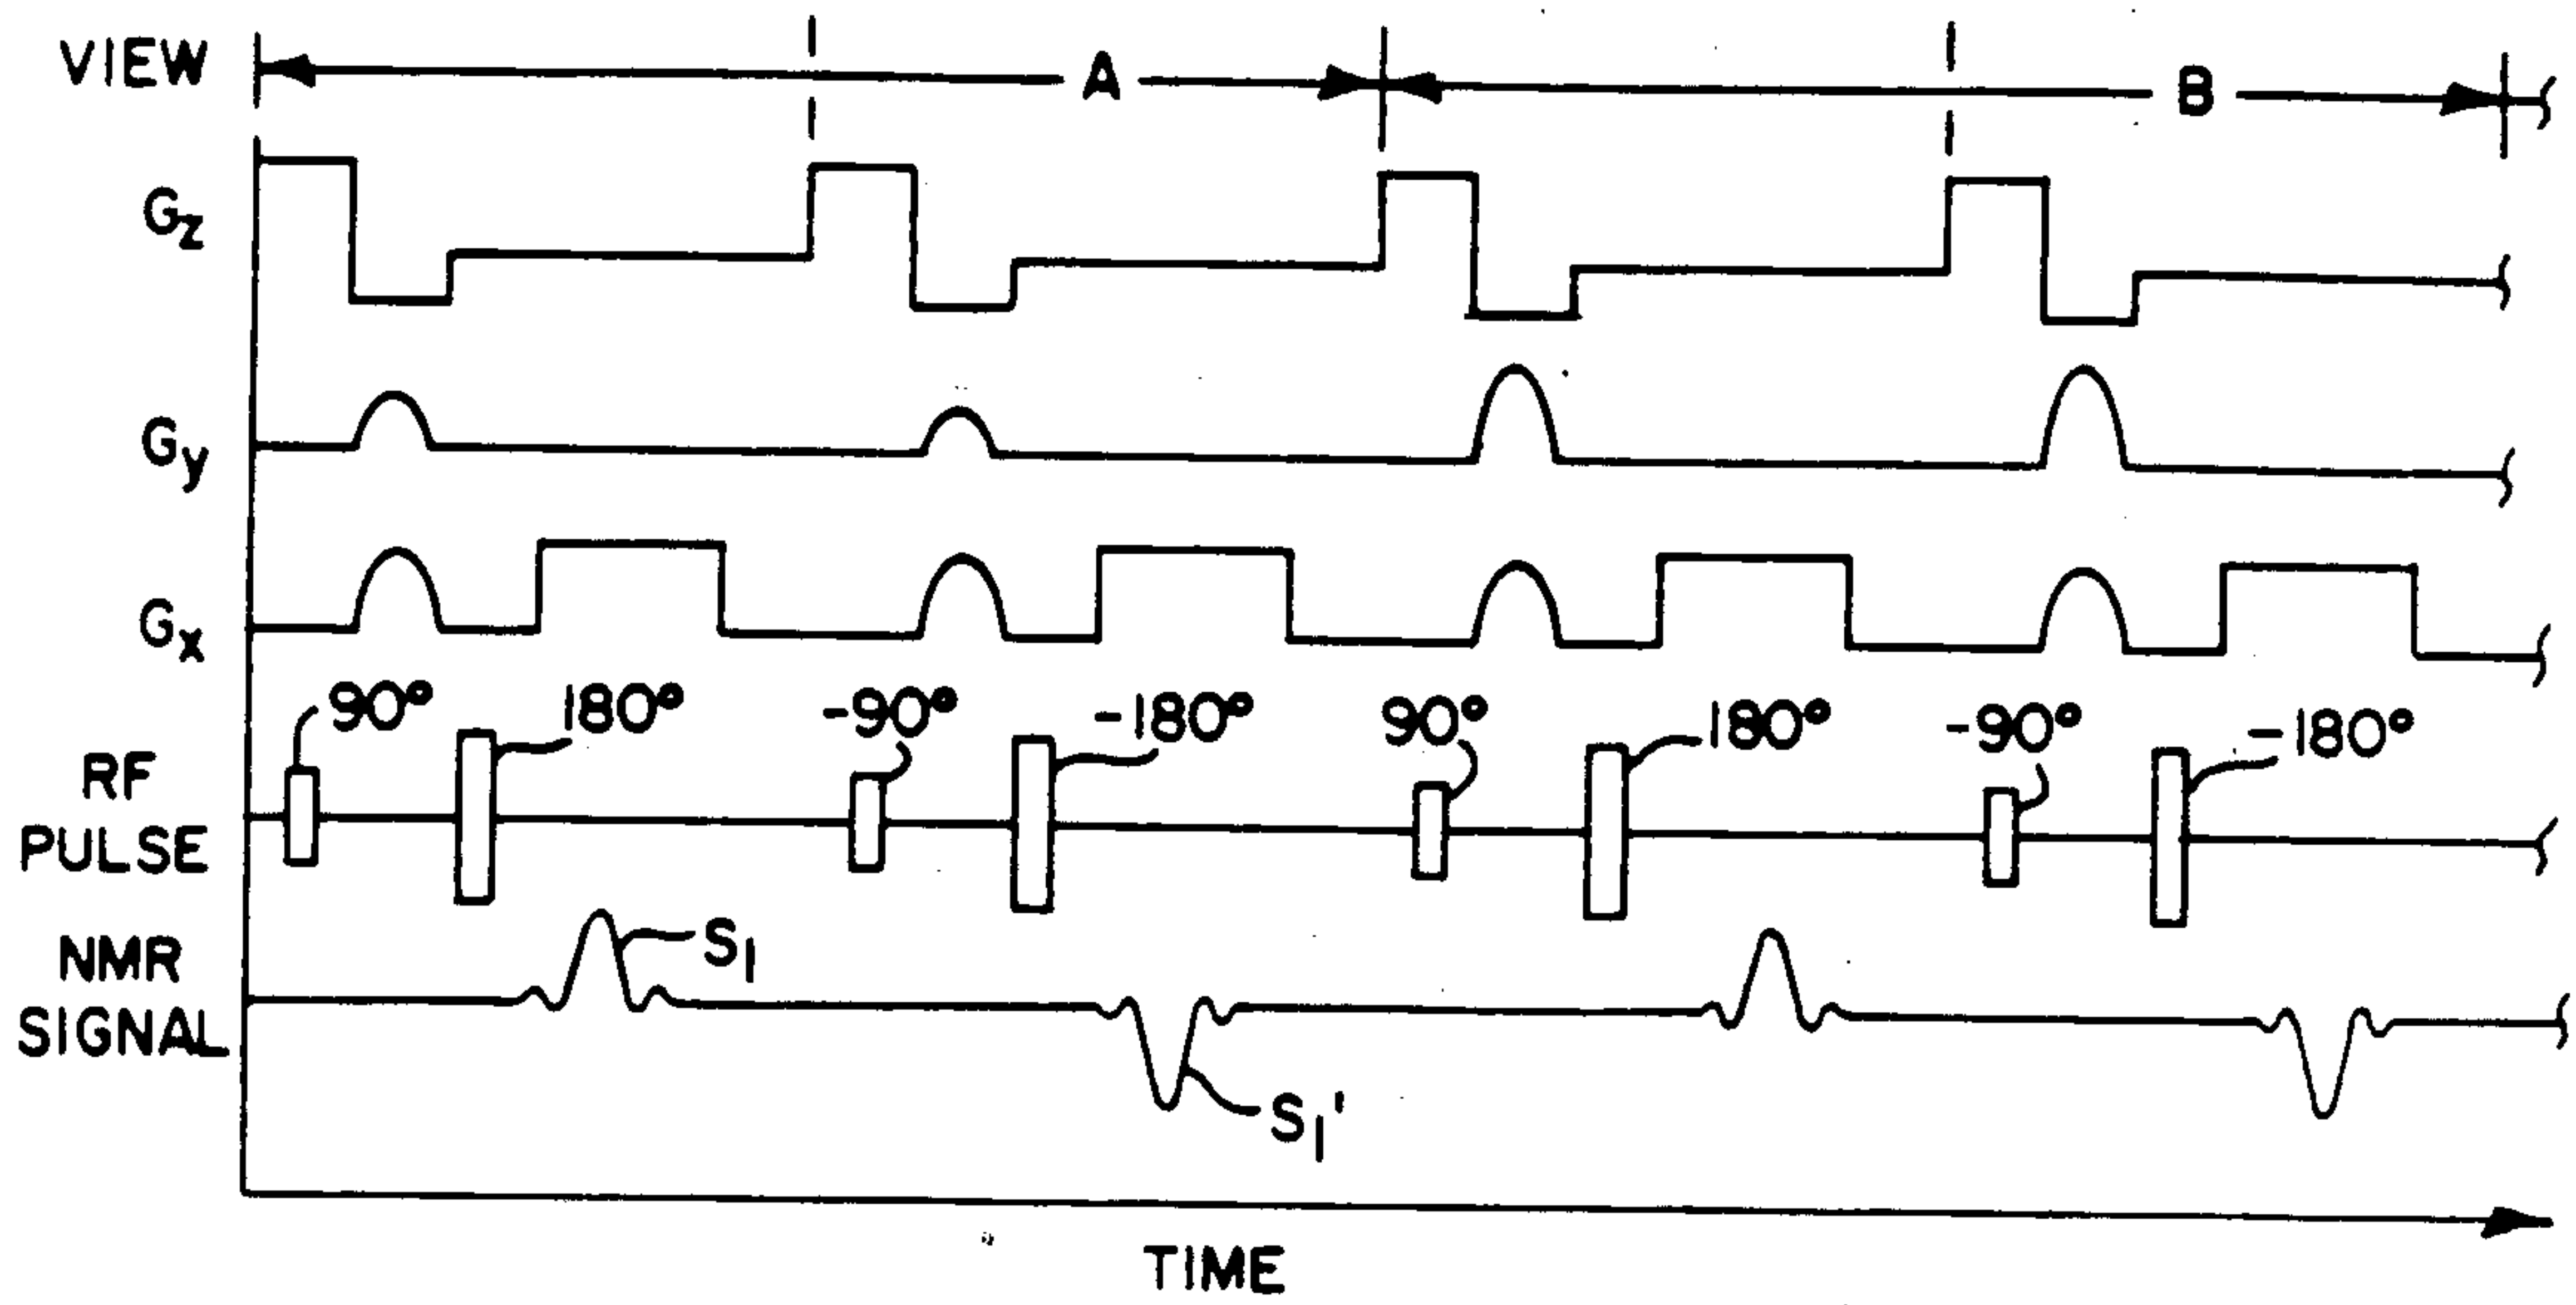 VIEW
A
B
Gz
Gy
Gx
90°
180°
-90°
-180°
90°
180°
-90°
-180°
RF
PULSE
NMR
SIGNAL
S1
S1'
TIME